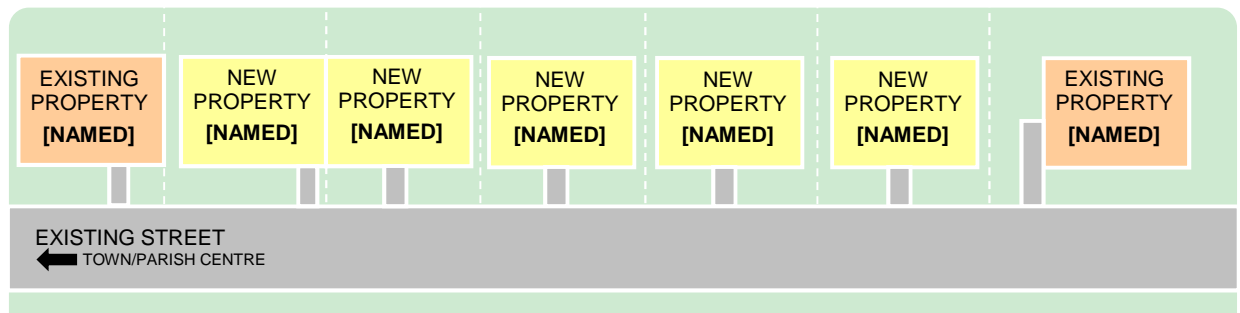 EXISTING
PROPERTY
[NAMED]
NEW
PROPERTY
[NAMED]
NEW
PROPERTY
[NAMED]
NEW
PROPERTY
[NAMED]
NEW
PROPERTY
[NAMED]
NEW
PROPERTY
[NAMED]
EXISTING
PROPERTY
[NAMED]
EXISTING STREET
TOWN/PARISH CENTRE